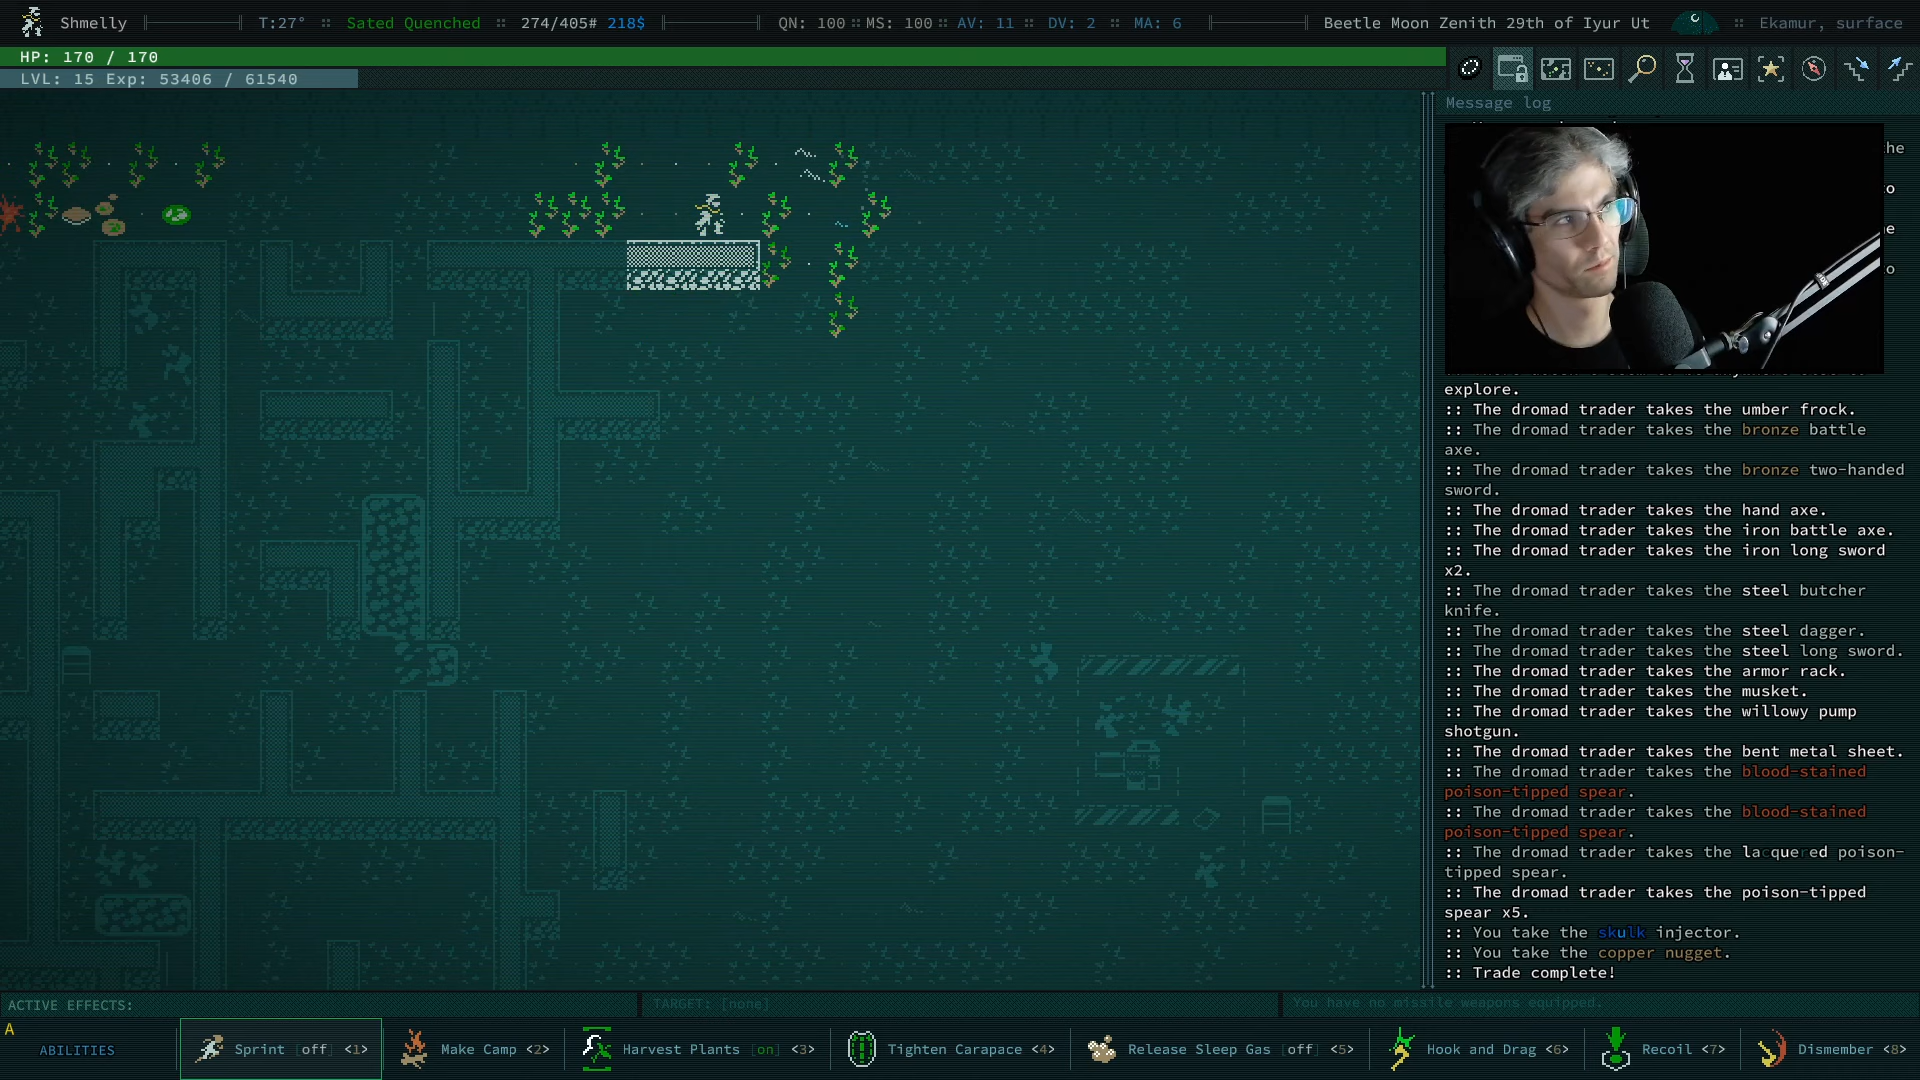 Shmelly
T:27° :: Sated Quenched :: 274/405# 218$
QN: 100 :: MS: 100 :: AV: 11 :: DV: 2 :: MA: 6
Beetle Moon Zenith 29th of Iyur Ut :: Ekamur, surface
HP: 170 / 170
LVL: 15 Exp: 53406 / 61540
Message log
explore.
:: The dromad trader takes the umber frock.
:: The dromad trader takes the bronze battle
axe.
:: The dromad trader takes the bronze two-handed
sword.
:: The dromad trader takes the hand axe.
:: The dromad trader takes the iron battle axe.
:: The dromad trader takes the iron long sword
x2.
:: The dromad trader takes the steel butcher
knife.
:: The dromad trader takes the steel dagger.
:: The dromad trader takes the steel long sword.
:: The dromad trader takes the armor rack.
:: The dromad trader takes the musket.
:: The dromad trader takes the willowy pump
shotgun.
:: The dromad trader takes the bent metal sheet.
:: The dromad trader takes the blood-stained
poison-tipped spear.
:: The dromad trader takes the blood-stained
poison-tipped spear.
:: The dromad trader takes the lacquered poison-
tipped spear.
:: The dromad trader takes the poison-tipped
spear x5.
:: You take the skulk injector.
:: You take the copper nugget.
:: Trade complete!
ACTIVE EFFECTS:
TARGET: [none]
You have no missile weapons equipped.
A
ABILITIES
Sprint [off] <1>
Make Camp <2>
Harvest Plants [on] <3>
Tighten Carapace <4>
Release Sleep Gas [off] <5>
Hook and Drag <6>
Recoil <7>
Dismember <8>